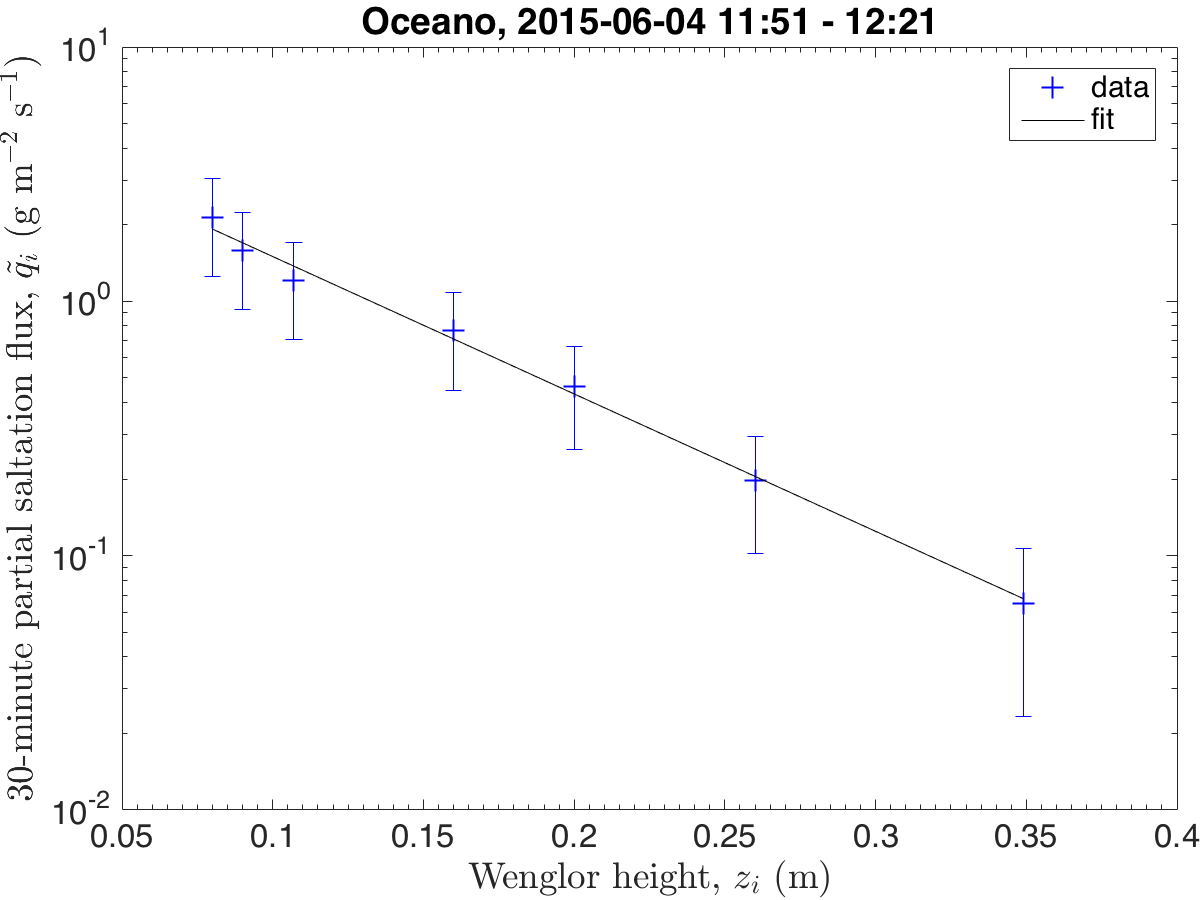 Oceano, 2015-06-04 11:51 - 12:21
30-minute partial saltation flux, q̃ᵢ (g m⁻² s⁻¹)
10¹
10⁰
10⁻¹
10⁻²
data
fit
0.05 0.1 0.15 0.2 0.25 0.3 0.35 0.4
Wenglor height, zᵢ (m)